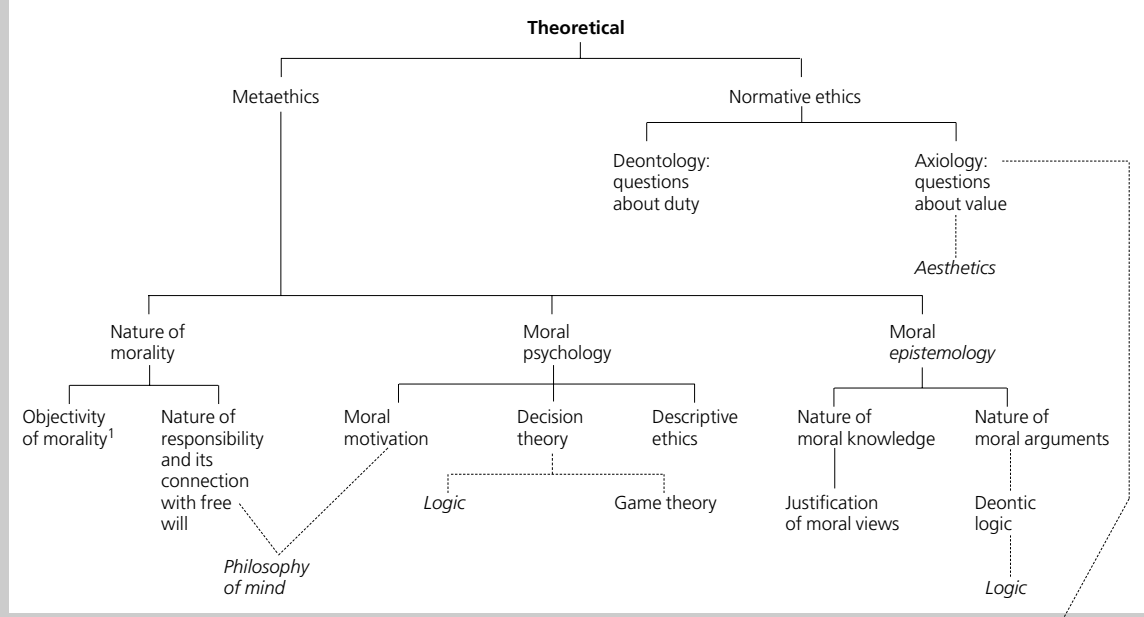 Theoretical
Metaethics
Normative ethics
Deontology:
questions
about duty
Axiology:
questions
about value
Aesthetics
Nature of
morality
Moral
psychology
Moral
epistemology
Objectivity
of morality¹
Nature of
responsibility
and its
connection
with free
will
Moral
motivation
Decision
theory
Descriptive
ethics
Nature of
moral knowledge
Nature of
moral arguments
Logic
Game theory
Justification
of moral views
Deontic
logic
Philosophy
of mind
Logic